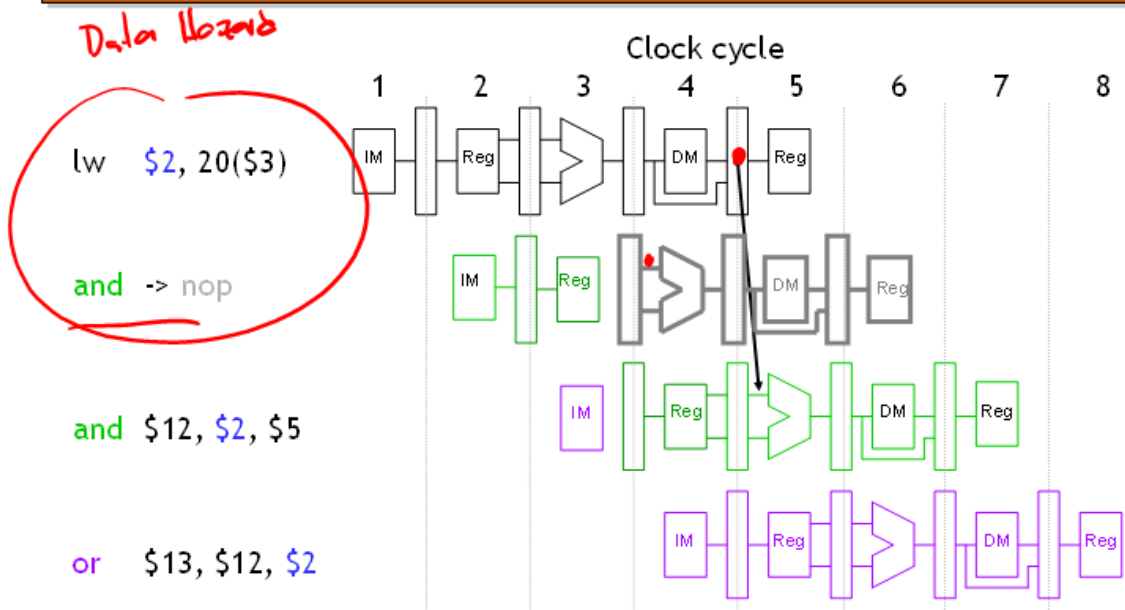 Data Hazard
Clock cycle
1 2 3 4 5 6 7 8
lw $2, 20($3)
IM Reg DM Reg
and -> nop
IM Reg DM Reg
and $12, $2, $5
IM Reg DM Reg
or $13, $12, $2
IM Reg DM Reg